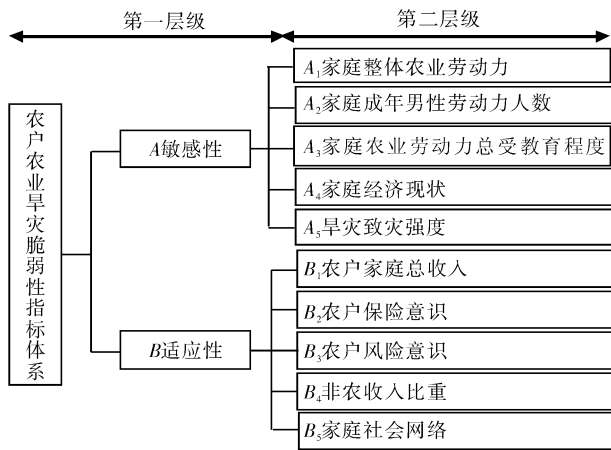 第一层级
第二层级
农户农业旱灾脆弱性指标体系
A敏感性
A₁家庭整体农业劳动力
A₂家庭成年男性劳动力人数
A₃家庭农业劳动力总受教育程度
A₄家庭经济现状
A₅旱灾致灾强度
B适应性
B₁农户家庭总收入
B₂农户保险意识
B₃农户风险意识
B₄非农收入比重
B₅家庭社会网络